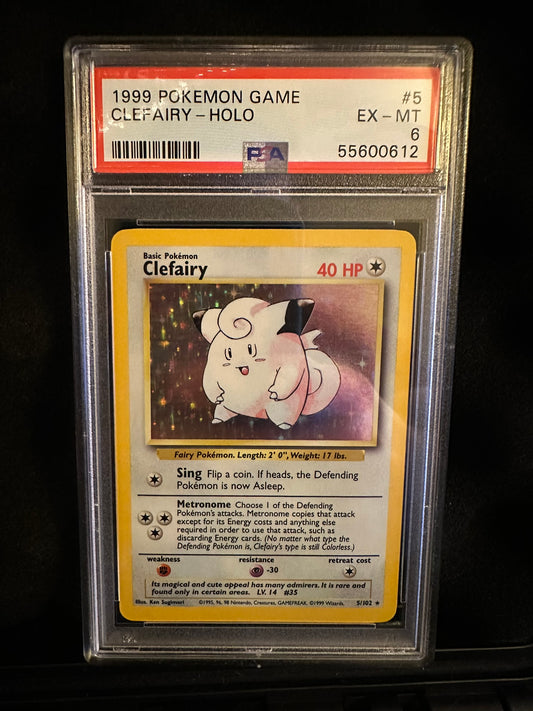 1999 POKEMON GAME #5
CLEFAIRY – HOLO EX – MT
6
PSA 55600612
Basic Pokémon
Clefairy 40 HP
Fairy Pokémon. Length: 2' 0", Weight: 17 lbs.
Sing Flip a coin. If heads, the Defending
Pokémon is now Asleep.
Metronome Choose 1 of the Defending
Pokémon's attacks. Metronome copies that attack
except for its Energy costs and anything else
required in order to use that attack, such as
discarding Energy cards. (No matter what type the
Defending Pokémon is, Clefairy's type is still Colorless.)
weakness resistance retreat cost
-30
Its magical and cute appeal has many admirers. It is rare and
found only in certain areas. LV. 14 #35
Illus. Ken Sugimori ©1995, 96, 98 Nintendo, Creatures, GAMEFREAK. ©1999 Wizards. 5/102 ★